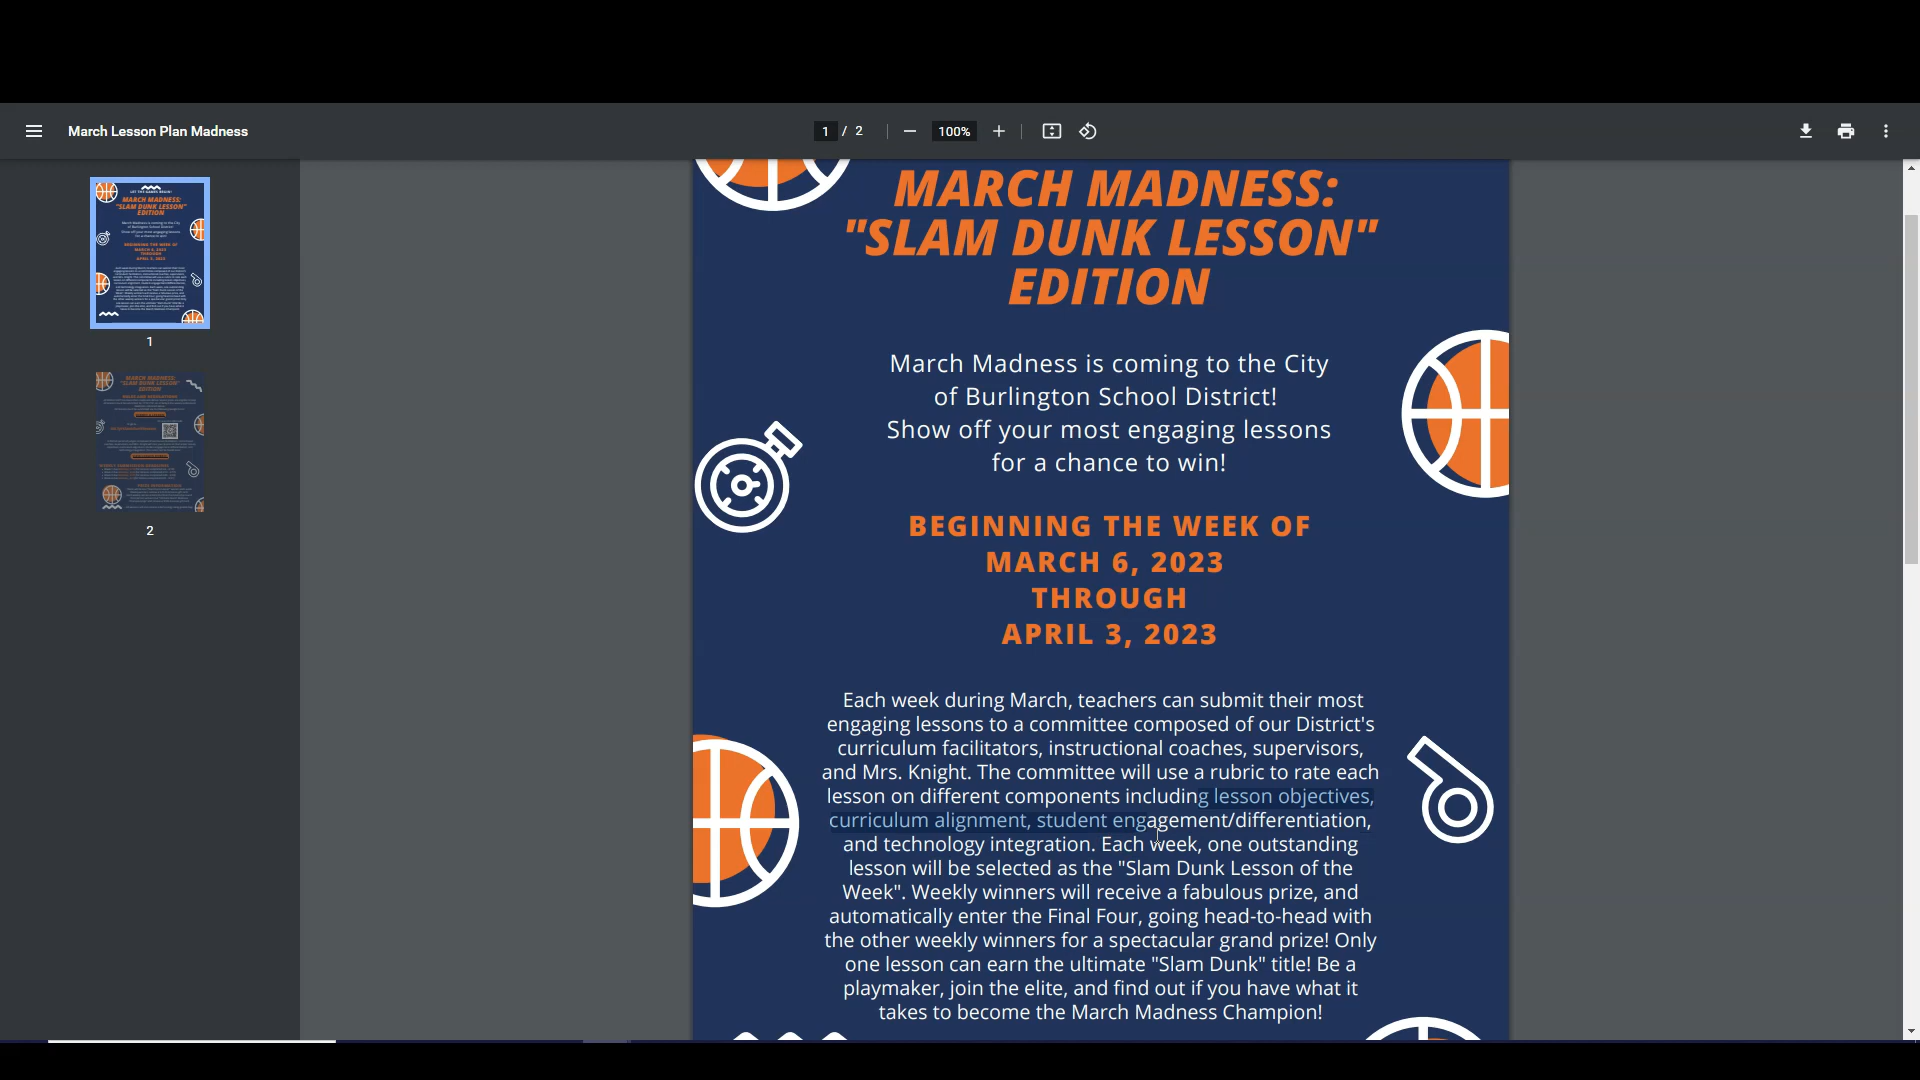 March Lesson Plan Madness
1 / 2
100%
1
2
MARCH MADNESS:
"SLAM DUNK LESSON"
EDITION
March Madness is coming to the City
of Burlington School District!
Show off your most engaging lessons
for a chance to win!
BEGINNING THE WEEK OF
MARCH 6, 2023
THROUGH
APRIL 3, 2023
Each week during March, teachers can submit their most
engaging lessons to a committee composed of our District's
curriculum facilitators, instructional coaches, supervisors,
and Mrs. Knight. The committee will use a rubric to rate each
lesson on different components including lesson objectives,
curriculum alignment, student engagement/differentiation,
and technology integration. Each week, one outstanding
lesson will be selected as the "Slam Dunk Lesson of the
Week". Weekly winners will receive a fabulous prize, and
automatically enter the Final Four, going head-to-head with
the other weekly winners for a spectacular grand prize! Only
one lesson can earn the ultimate "Slam Dunk" title! Be a
playmaker, join the elite, and find out if you have what it
takes to become the March Madness Champion!